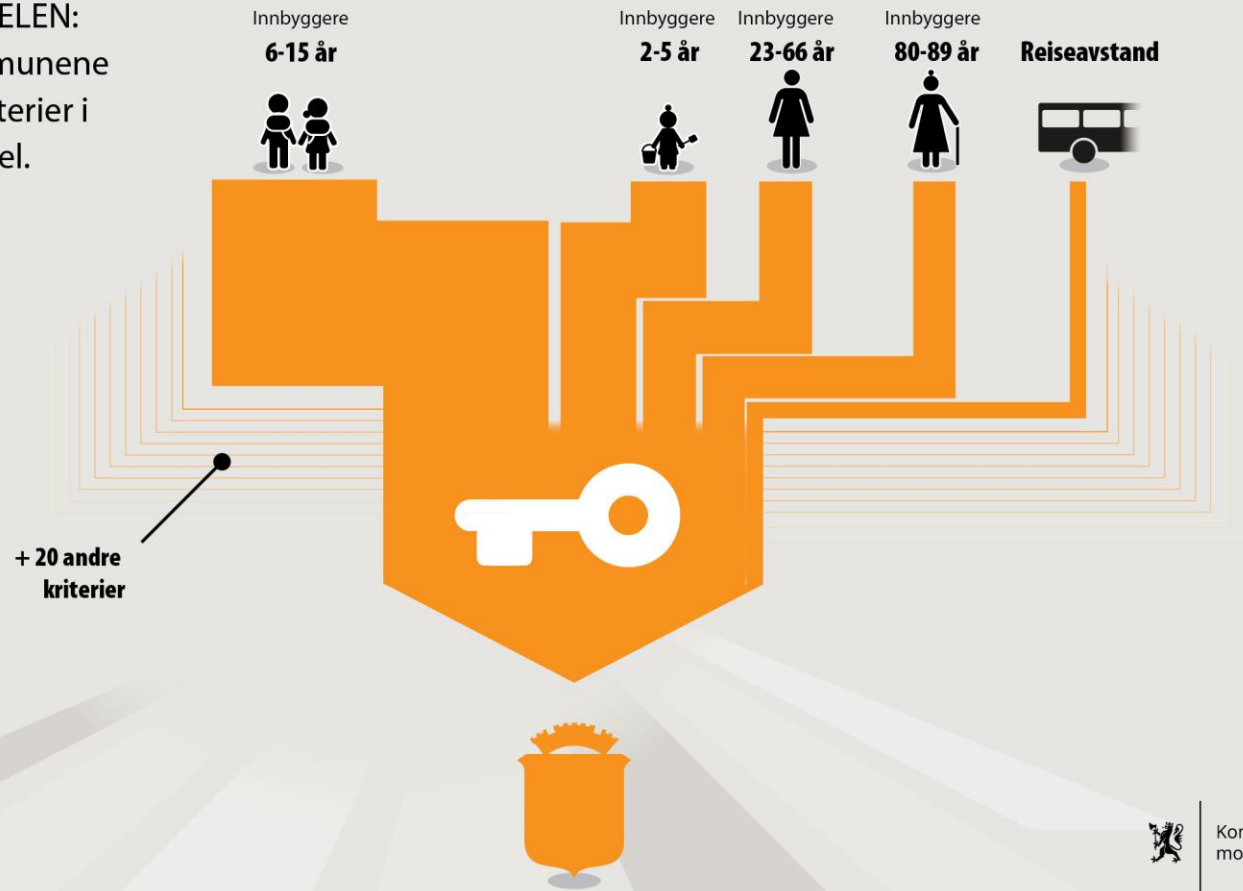 ELEN:
munene
terier i
el.
Innbyggere
6-15 år
Innbyggere
2-5 år
Innbyggere
23-66 år
Innbyggere
80-89 år
Reiseavstand
+ 20 andre
kriterier
Kor
mo